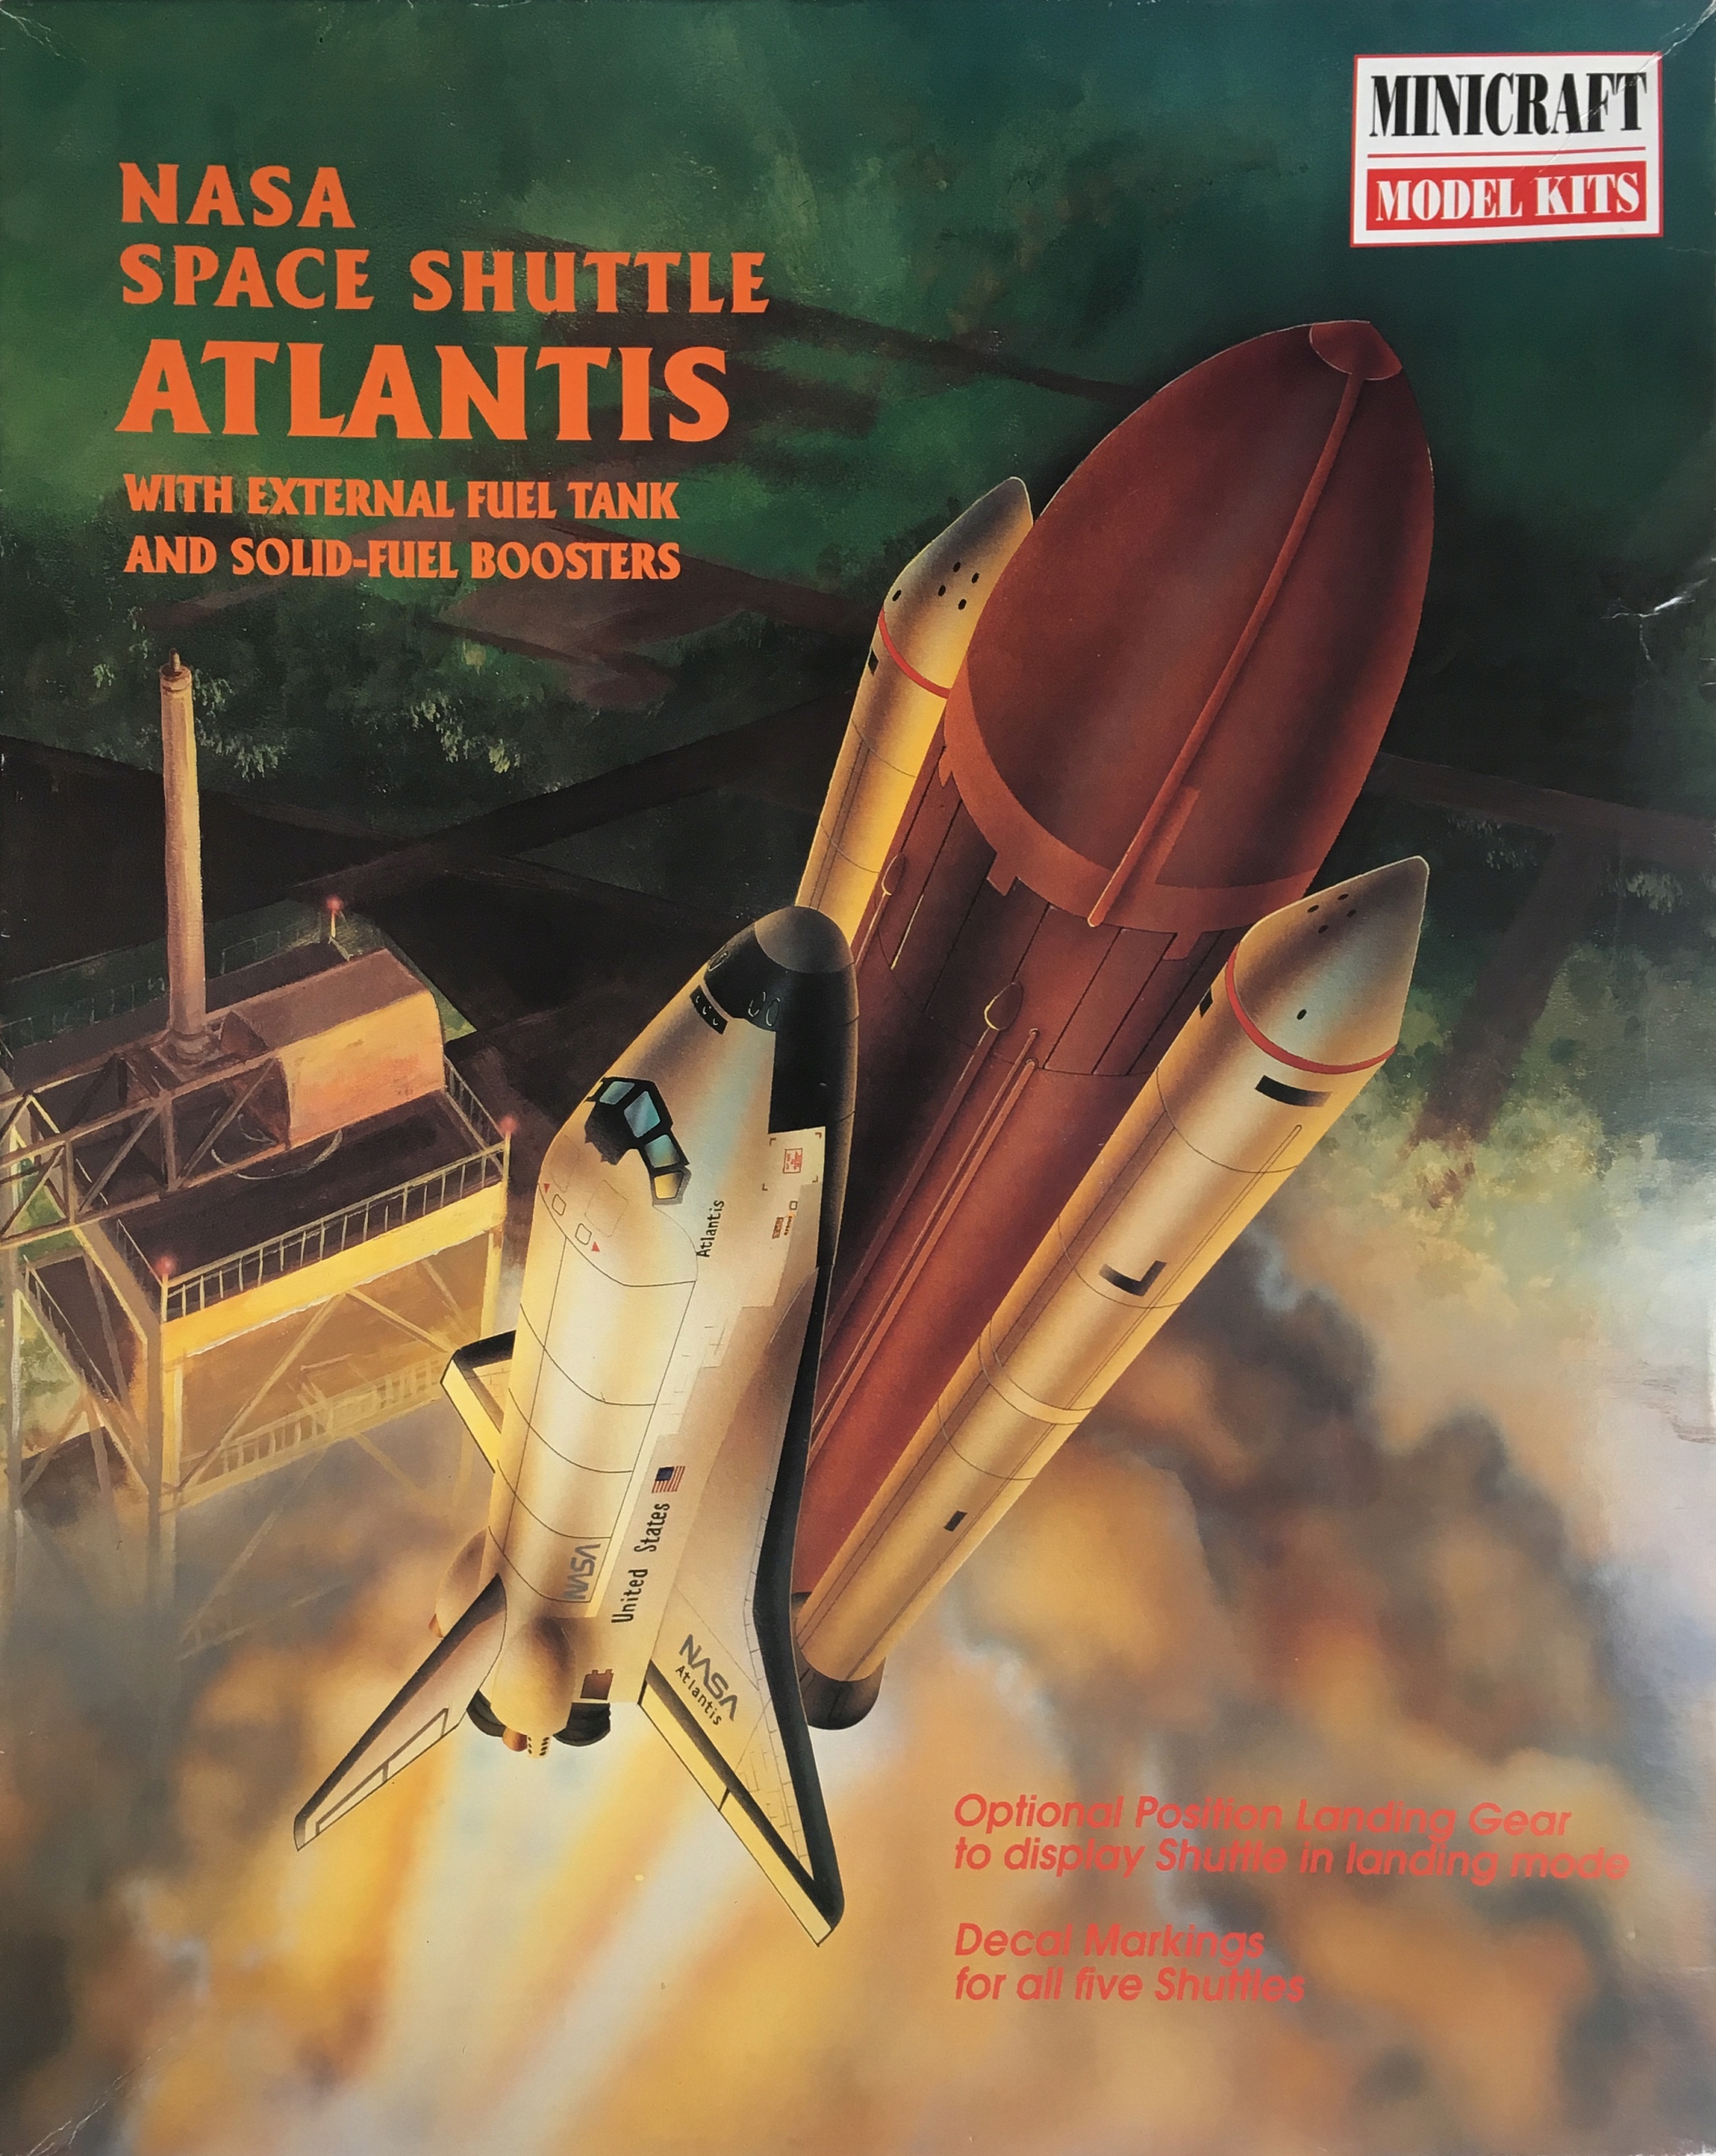 MINICRAFT
MODEL KITS
NASA
SPACE SHUTTLE
ATLANTIS
WITH EXTERNAL FUEL TANK
AND SOLID-FUEL BOOSTERS
Atlantis
United States
NASA
NASA
Atlantis
Optional Position Landing Gear
to display Shuttle in landing mode
Decal Markings
for all five Shuttles